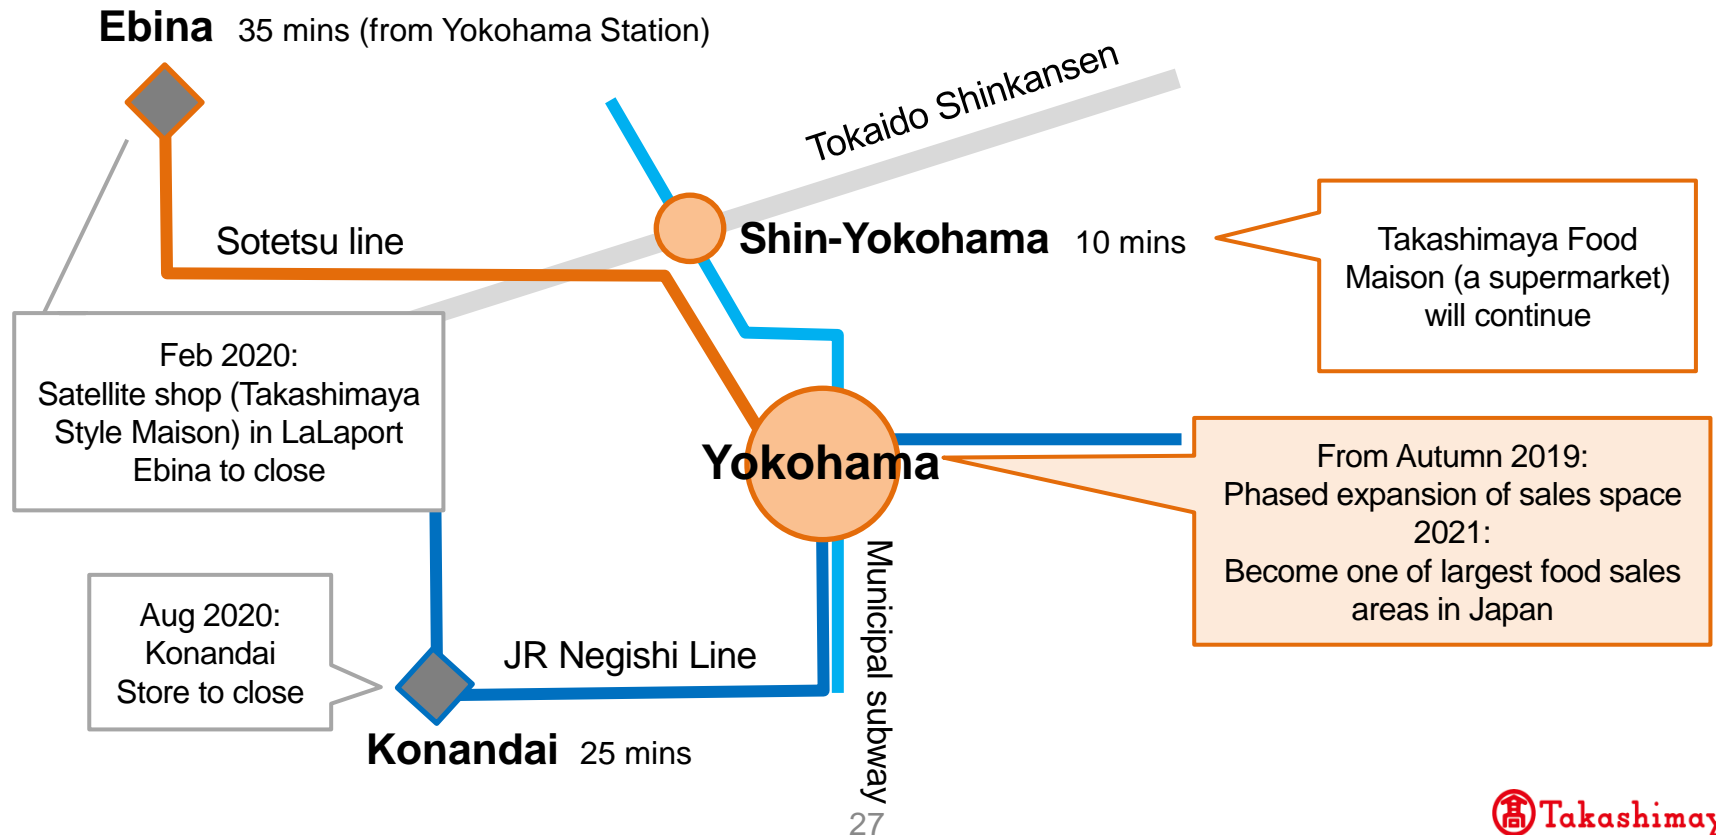 Ebina 35 mins (from Yokohama Station)
Tokaido Shinkansen
Sotetsu line
Shin-Yokohama 10 mins
Takashimaya Food
Maison (a supermarket)
will continue
Feb 2020:
Satellite shop (Takashimaya
Style Maison) in LaLaport
Ebina to close
Yokohama
From Autumn 2019:
Phased expansion of sales space
2021:
Become one of largest food sales
areas in Japan
Aug 2020:
Konandai
Store to close
JR Negishi Line
Municipal subway
Konandai 25 mins
27
髙 Takashimay